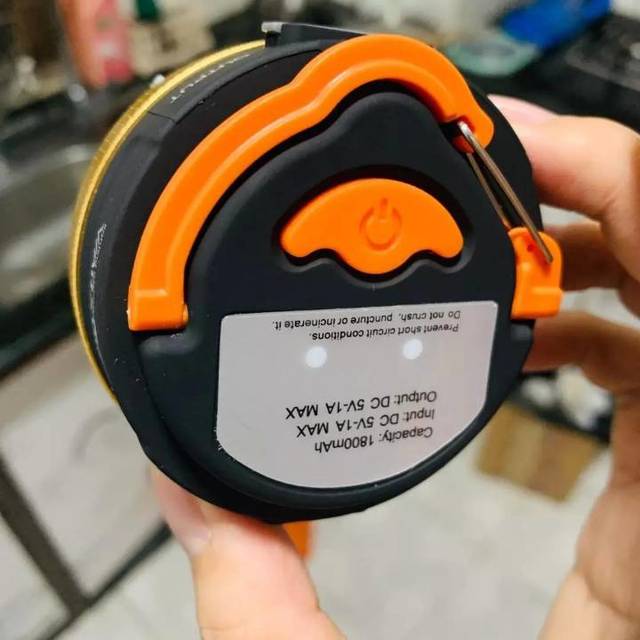 OUTPUT
Capacity: 1800mAh
Input: DC 5V-1A MAX
Output: DC 5V-1A MAX
Prevent short circuit conditions.
Do not crush, puncture or incinerate it.